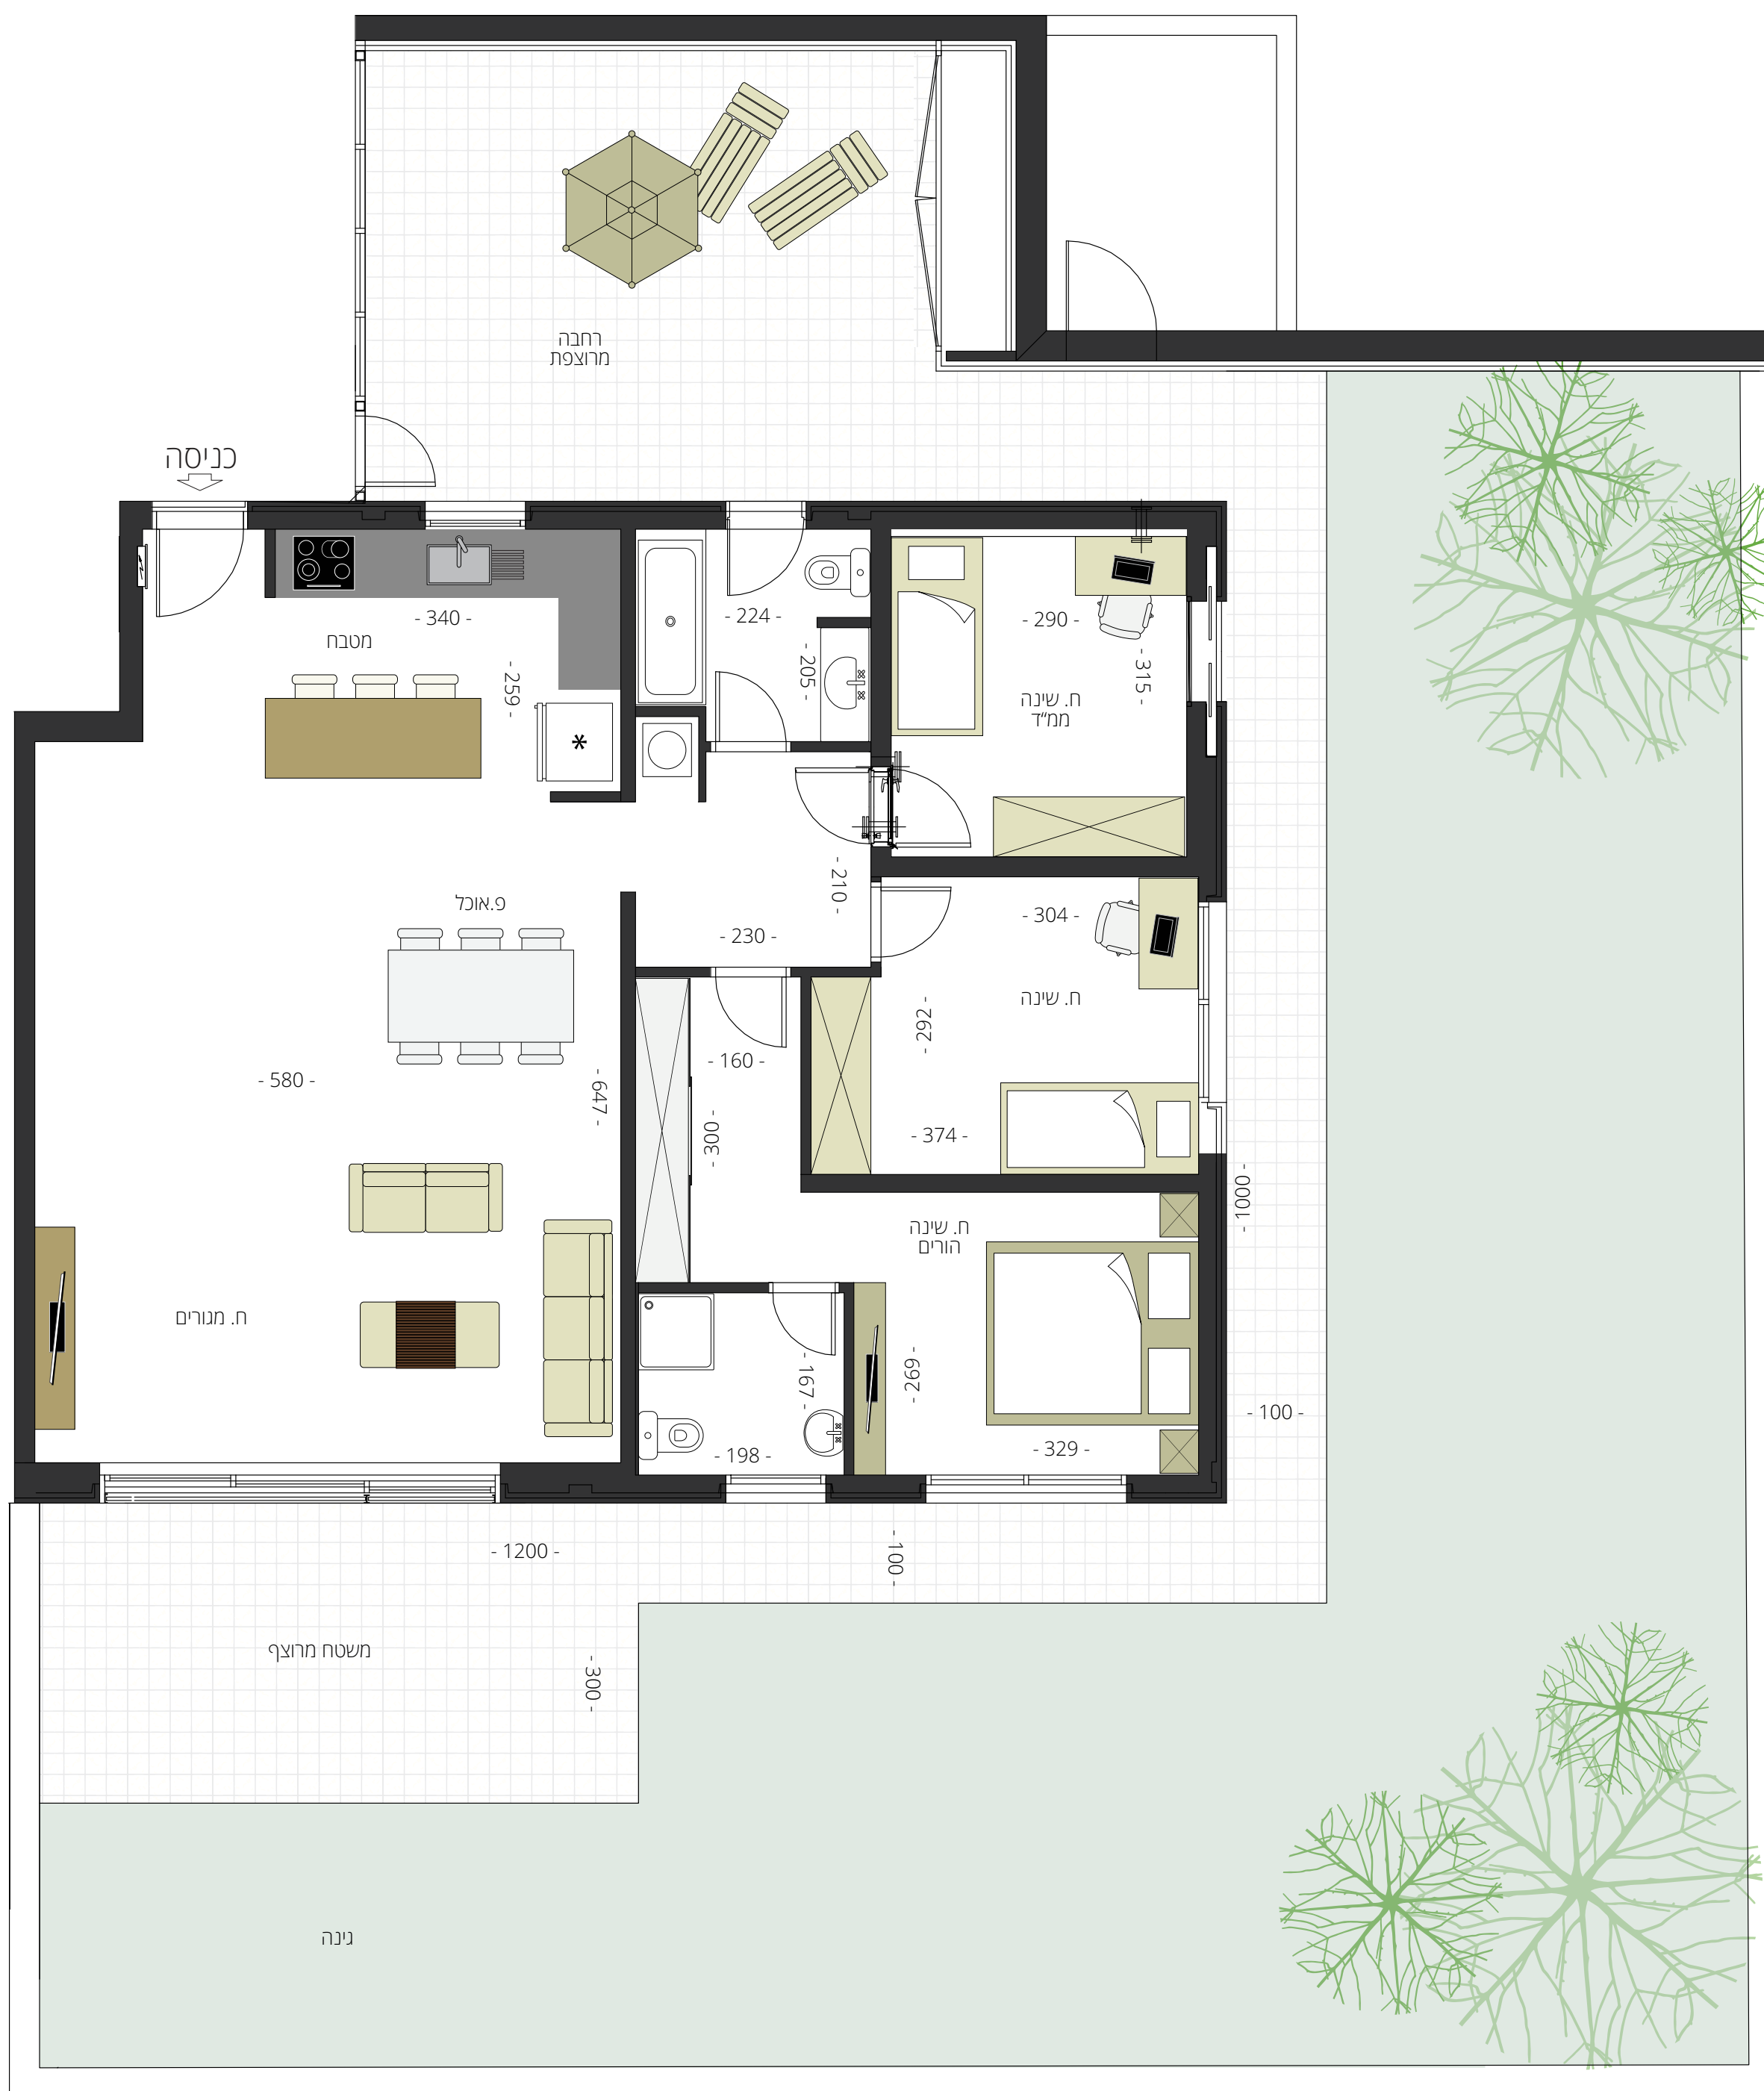 רחבה
מרוצפת
כניסה
- 340 -
מטבח
- 259 -
- 224 -
- 205 -
- 290 -
- 315 -
ח. שינה
ממ״ד
*
- 210 -
- 230 -
פ.אוכל
- 304 -
ח. שינה
- 292 -
- 374 -
- 580 -
- 647 -
- 160 -
- 300 -
- 1000 -
ח. שינה
הורים
ח. מגורים
- 167 -
- 198 -
- 269 -
- 329 -
- 100 -
- 1200 -
- 100 -
משטח מרוצף
- 300 -
גינה